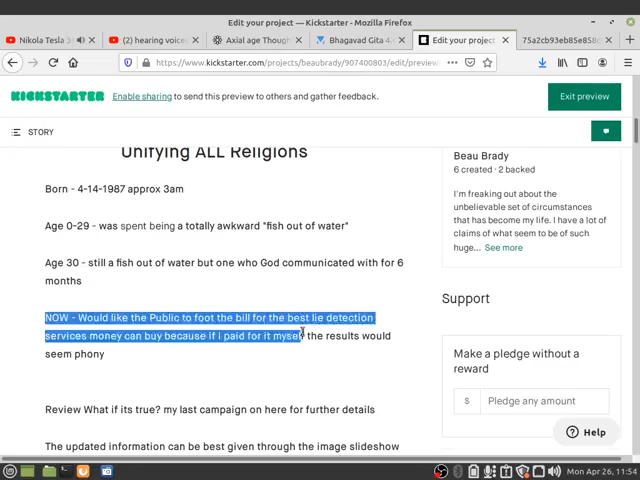 Edit your project — Kickstarter - Mozilla Firefox
Nikola Tesla 3
(2) hearing voice
Axial age Though
Bhagavad Gita 4.
Edit your project —
75a2cb93eb85e858c
https://www.kickstarter.com/projects/beaubrady/907400803/edit/preview
KICKSTARTER
Enable sharing to send this preview to others and gather feedback.
Exit preview
STORY
Unifying ALL Religions
Born - 4-14-1987 approx 3am
Age 0-29 - was spent being a totally awkward "fish out of water"
Age 30 - still a fish out of water but one who God communicated with for 6
months
NOW - Would like the Public to foot the bill for the best lie detection
services money can buy because if i paid for it myself the results would
seem phony
Review What if its true? my last campaign on here for further details
The updated information can be best given through the image slideshow
Beau Brady
6 created · 2 backed
I'm freaking out about the
unbelievable set of circumstances
that has become my life. I have a lot of
claims of what seem to be of such
huge... See more
Support
Make a pledge without a
reward
$ Pledge any amount
Help
Mon Apr 26, 11:54